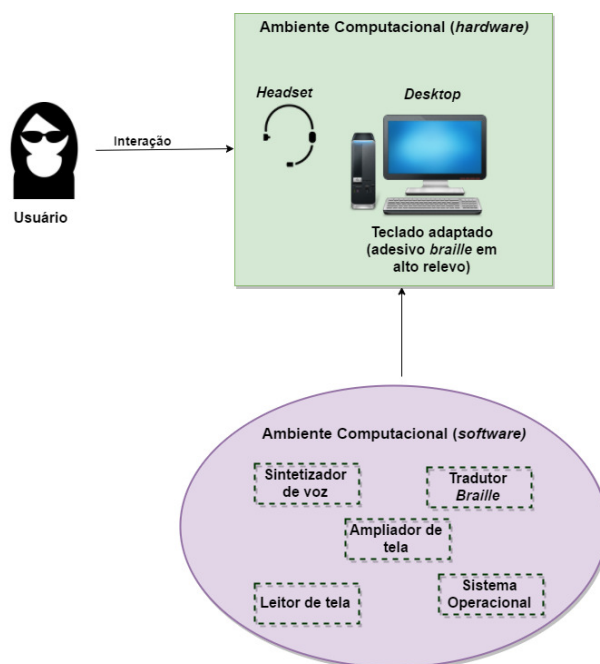 Ambiente Computacional (hardware)
Headset
Desktop
Interação
Usuário
Teclado adaptado
(adesivo braille em
alto relevo)
Ambiente Computacional (software)
Sintetizador
de voz
Tradutor
Braille
Ampliador de
tela
Leitor de tela
Sistema
Operacional